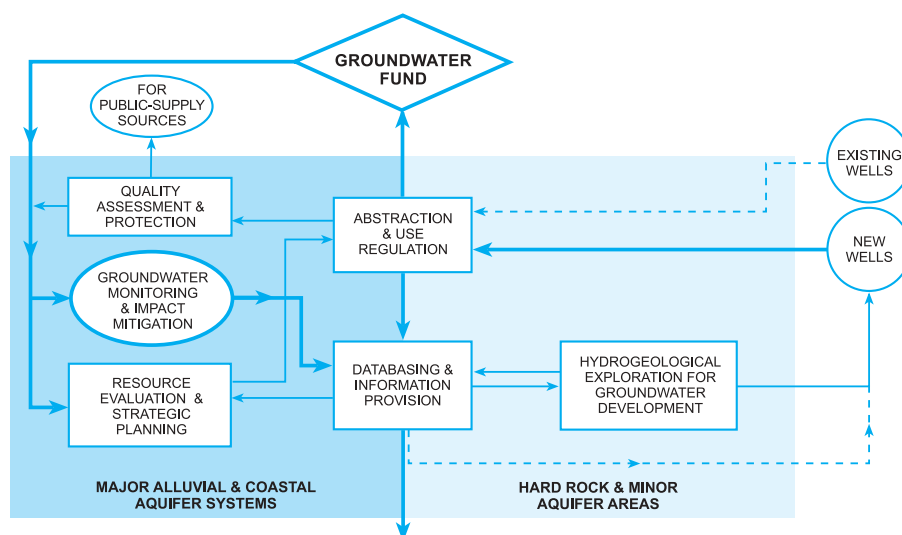 GROUNDWATER
FUND
FOR
PUBLIC-SUPPLY
SOURCES
EXISTING
WELLS
QUALITY
ASSESSMENT &
PROTECTION
ABSTRACTION
& USE
REGULATION
NEW
WELLS
GROUNDWATER
MONITORING
& IMPACT
MITIGATION
RESOURCE
EVALUATION &
STRATEGIC
PLANNING
DATABASING &
INFORMATION
PROVISION
HYDROGEOLOGICAL
EXPLORATION FOR
GROUNDWATER
DEVELOPMENT
MAJOR ALLUVIAL & COASTAL
AQUIFER SYSTEMS
HARD ROCK & MINOR
AQUIFER AREAS